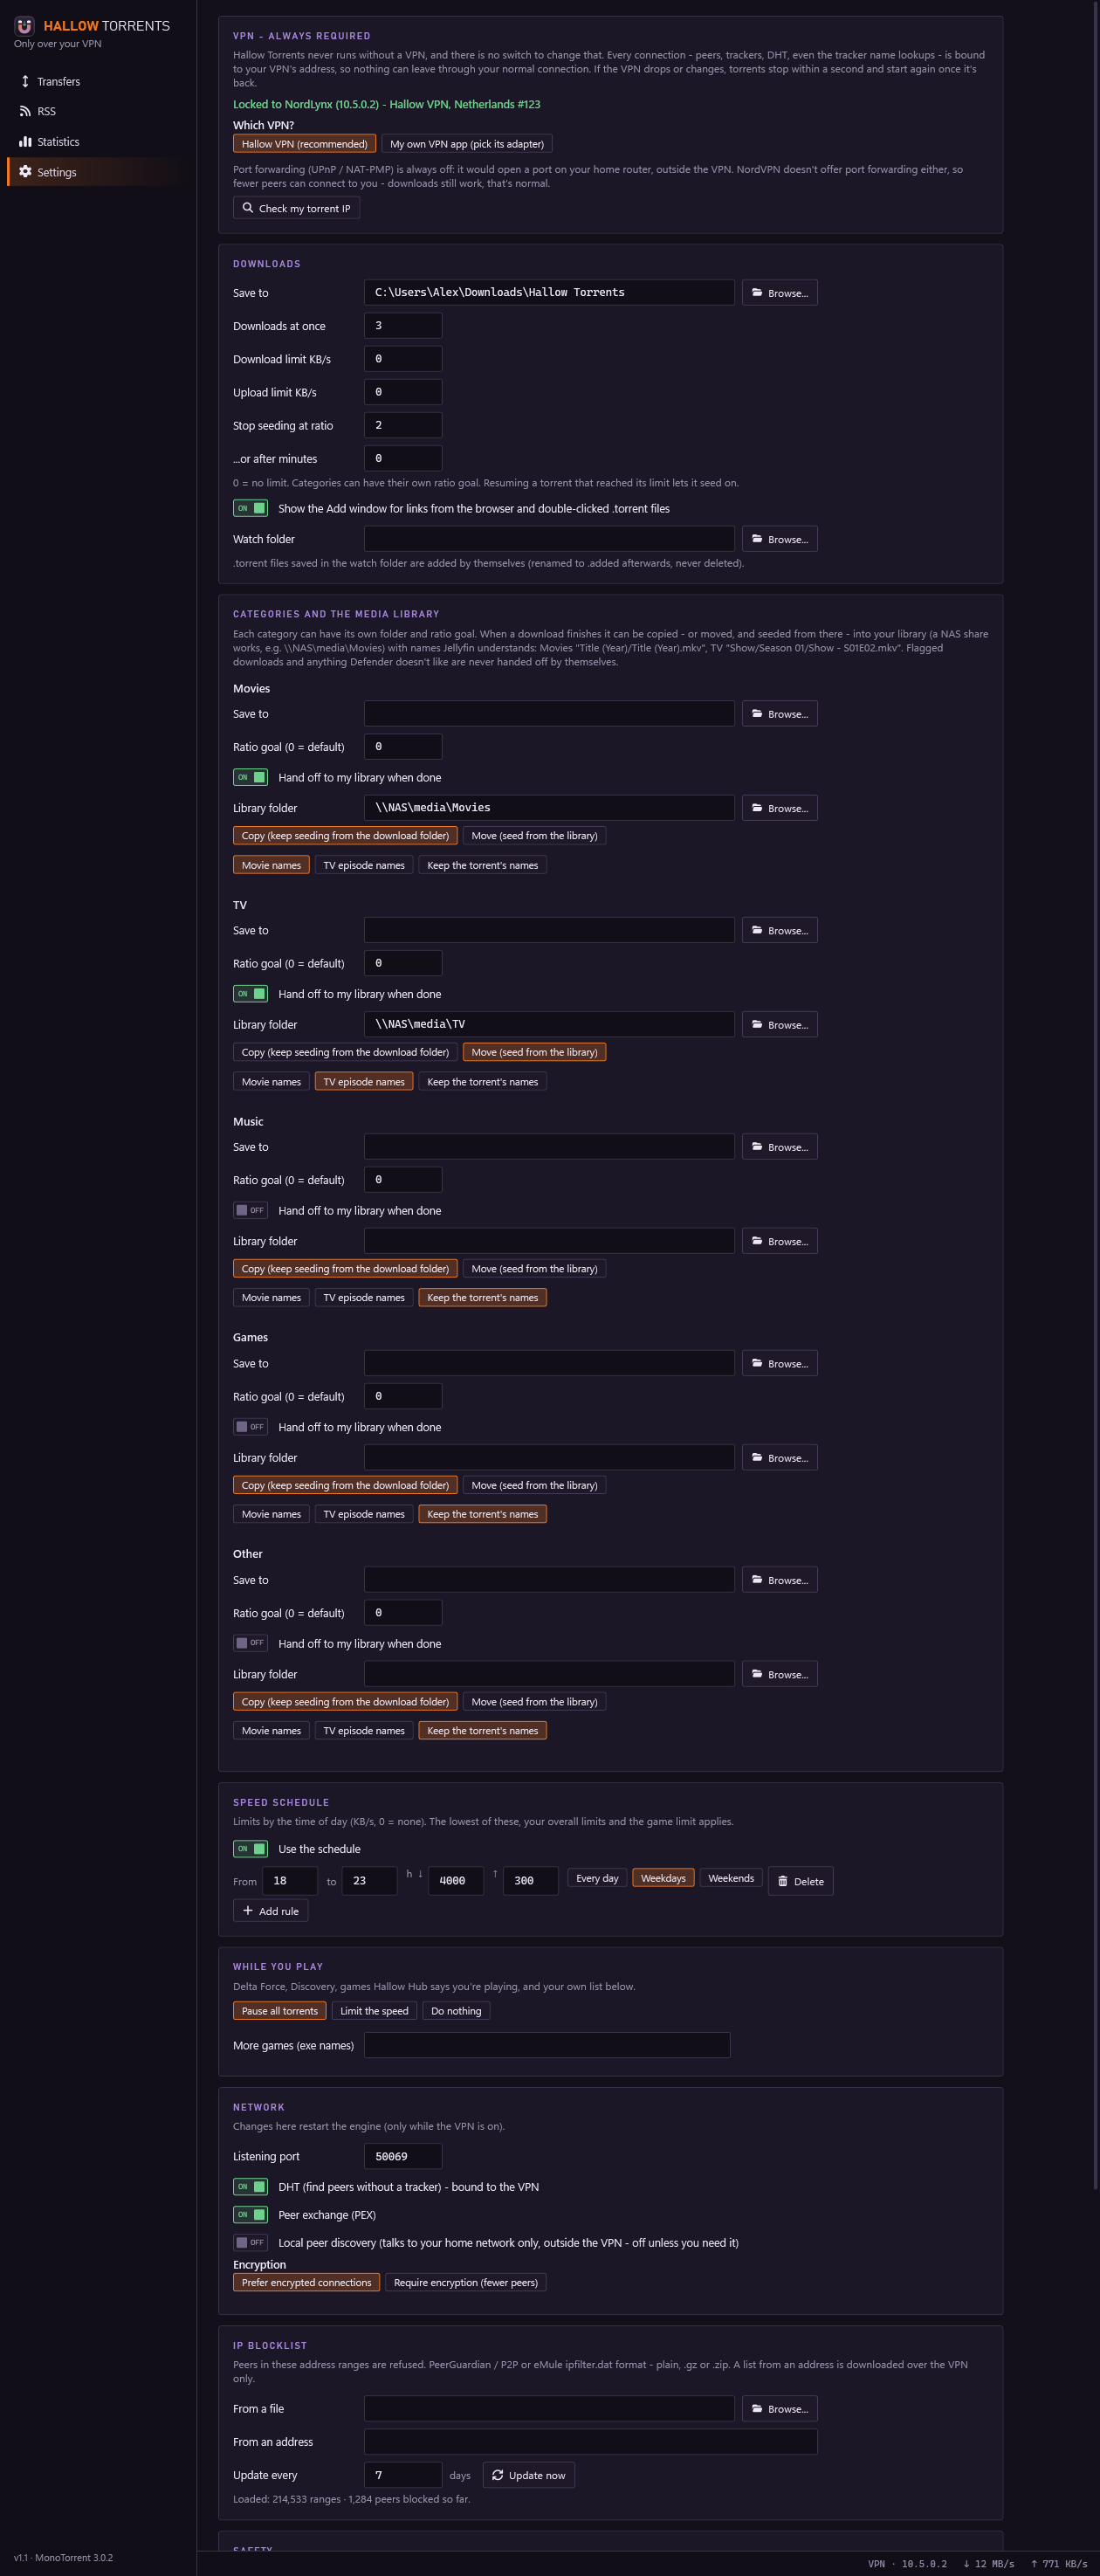 HALLOW TORRENTS
Only over your VPN
Transfers
RSS
Statistics
Settings
VPN - ALWAYS REQUIRED
Hallow Torrents never runs without a VPN, and there is no switch to change that. Every connection - peers, trackers, DHT, even the tracker name lookups - is bound
to your VPN's address, so nothing can leave through your normal connection. If the VPN drops or changes, torrents stop within a second and start again once it's
back.
Locked to NordLynx (10.5.0.2) - Hallow VPN, Netherlands #123
Which VPN?
Hallow VPN (recommended) My own VPN app (pick its adapter)
Port forwarding (UPnP / NAT-PMP) is always off: it would open a port on your home router, outside the VPN. NordVPN doesn't offer port forwarding either, so
fewer peers can connect to you - downloads still work, that's normal.
Check my torrent IP
DOWNLOADS
Save to C:\Users\Alex\Downloads\Hallow Torrents Browse...
Downloads at once 3
Download limit KB/s 0
Upload limit KB/s 0
Stop seeding at ratio 2
...or after minutes 0
0 = no limit. Categories can have their own ratio goal. Resuming a torrent that reached its limit lets it seed on.
ON Show the Add window for links from the browser and double-clicked .torrent files
Watch folder Browse...
.torrent files saved in the watch folder are added by themselves (renamed to .added afterwards, never deleted).
CATEGORIES AND THE MEDIA LIBRARY
Each category can have its own folder and ratio goal. When a download finishes it can be copied - or moved, and seeded from there - into your library (a NAS share
works, e.g. \\NAS\media\Movies) with names Jellyfin understands: Movies "Title (Year)/Title (Year).mkv", TV "Show/Season 01/Show - S01E02.mkv". Flagged
downloads and anything Defender doesn't like are never handed off by themselves.
Movies
Save to Browse...
Ratio goal (0 = default) 0
ON Hand off to my library when done
Library folder \\NAS\media\Movies Browse...
Copy (keep seeding from the download folder) Move (seed from the library)
Movie names TV episode names Keep the torrent's names
TV
Save to Browse...
Ratio goal (0 = default) 0
ON Hand off to my library when done
Library folder \\NAS\media\TV Browse...
Copy (keep seeding from the download folder) Move (seed from the library)
Movie names TV episode names Keep the torrent's names
Music
Save to Browse...
Ratio goal (0 = default) 0
OFF Hand off to my library when done
Library folder Browse...
Copy (keep seeding from the download folder) Move (seed from the library)
Movie names TV episode names Keep the torrent's names
Games
Save to Browse...
Ratio goal (0 = default) 0
OFF Hand off to my library when done
Library folder Browse...
Copy (keep seeding from the download folder) Move (seed from the library)
Movie names TV episode names Keep the torrent's names
Other
Save to Browse...
Ratio goal (0 = default) 0
OFF Hand off to my library when done
Library folder Browse...
Copy (keep seeding from the download folder) Move (seed from the library)
Movie names TV episode names Keep the torrent's names
SPEED SCHEDULE
Limits by the time of day (KB/s, 0 = none). The lowest of these, your overall limits and the game limit applies.
ON Use the schedule
From 18 to 23 h ↓ 4000 ↑ 300 Every day Weekdays Weekends Delete
Add rule
WHILE YOU PLAY
Delta Force, Discovery, games Hallow Hub says you're playing, and your own list below.
Pause all torrents Limit the speed Do nothing
More games (exe names)
NETWORK
Changes here restart the engine (only while the VPN is on).
Listening port 50069
ON DHT (find peers without a tracker) - bound to the VPN
ON Peer exchange (PEX)
OFF Local peer discovery (talks to your home network only, outside the VPN - off unless you need it)
Encryption
Prefer encrypted connections Require encryption (fewer peers)
IP BLOCKLIST
Peers in these address ranges are refused. PeerGuardian / P2P or eMule ipfilter.dat format - plain, .gz or .zip. A list from an address is downloaded over the VPN
only.
From a file Browse...
From an address
Update every 7 days Update now
Loaded: 214,533 ranges · 1,284 peers blocked so far.
SAFETY
v1.1 · MonoTorrent 3.0.2
VPN · 10.5.0.2 ↓ 12 MB/s ↑ 771 KB/s